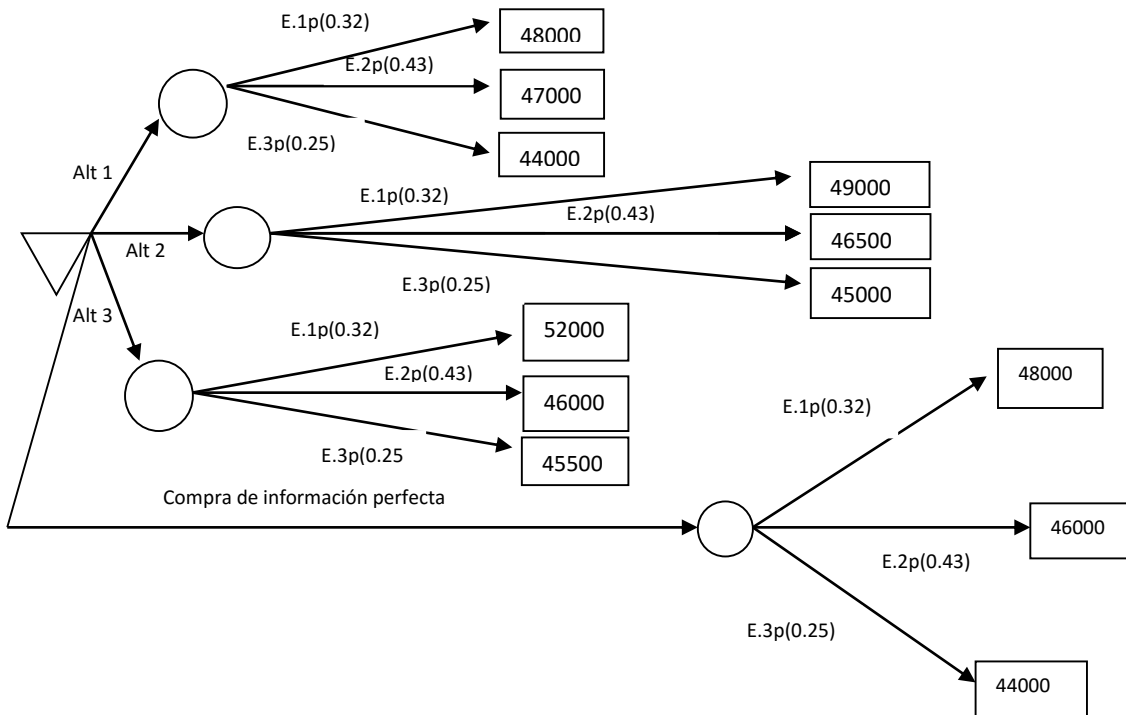 E.1p(0.32)
48000
E.2p(0.43)
47000
E.3p(0.25)
44000
Alt 1
E.1p(0.32)
49000
E.2p(0.43)
46500
Alt 2
E.3p(0.25)
45000
Alt 3
E.1p(0.32)
52000
E.2p(0.43)
46000
E.3p(0.25
45500
Compra de información perfecta
E.1p(0.32)
48000
E.2p(0.43)
46000
E.3p(0.25)
44000